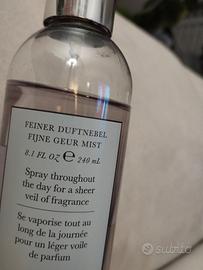 FEINER DUFTNEBEL
FIJNE GEUR MIST
8.1 FL OZ ℮ 240 mL
Spray throughout
the day for a sheer
veil of fragrance
Se vaporise tout au
long de la journée
pour un léger voile
de parfum
subito